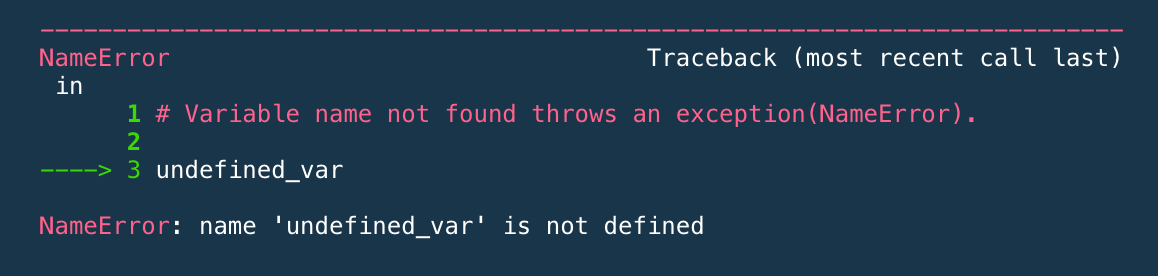 ---------------------------------------------------------------------------
NameError                                 Traceback (most recent call last)
 in
      1 # Variable name not found throws an exception(NameError).
      2
----> 3 undefined_var

NameError: name 'undefined_var' is not defined